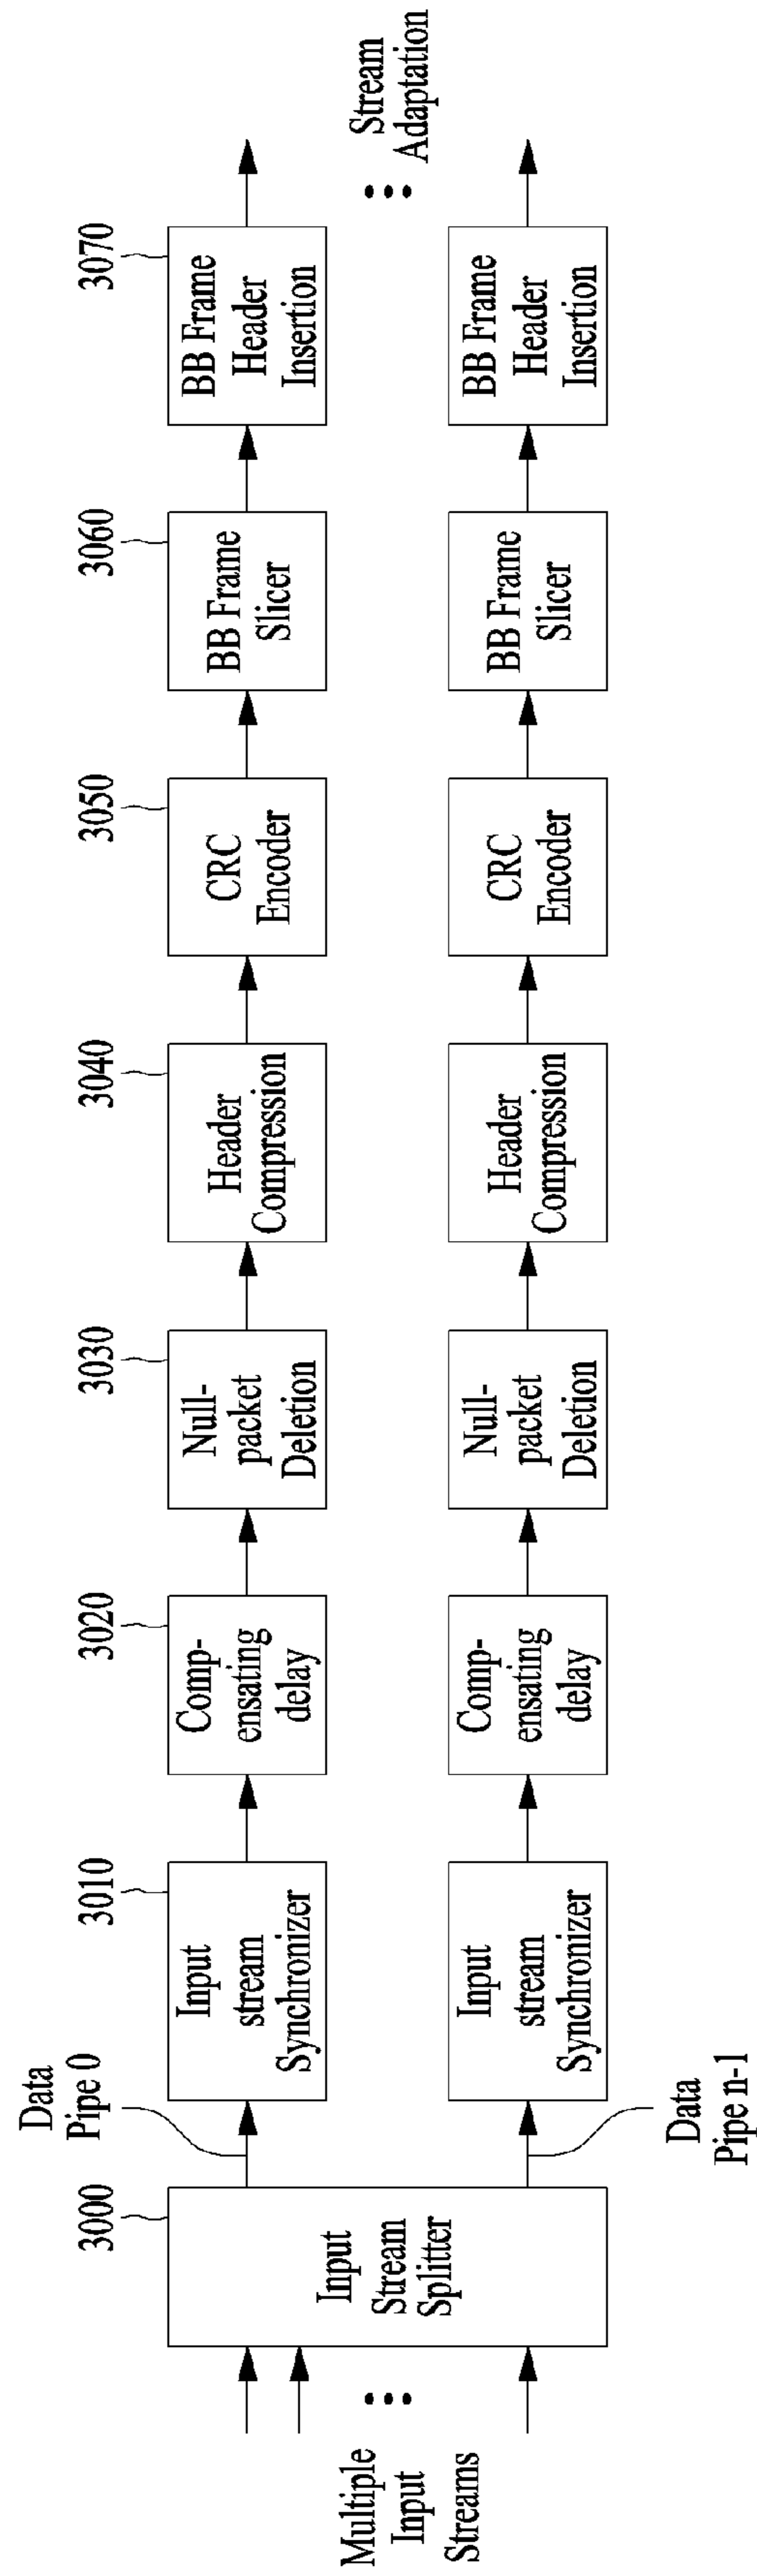 Multiple
Input
Streams
3000
Input
Stream
Splitter
Data
Pipe 0
3010
Input
stream
Synchronizer
3020
Comp-
ensating
delay
3030
Null-
packet
Deletion
3040
Header
Compression
3050
CRC
Encoder
3060
BB Frame
Slicer
3070
BB Frame
Header
Insertion
Data
Pipe n-1
Input
stream
Synchronizer
Comp-
ensating
delay
Null-
packet
Deletion
Header
Compression
CRC
Encoder
BB Frame
Slicer
BB Frame
Header
Insertion
Stream
Adaptation